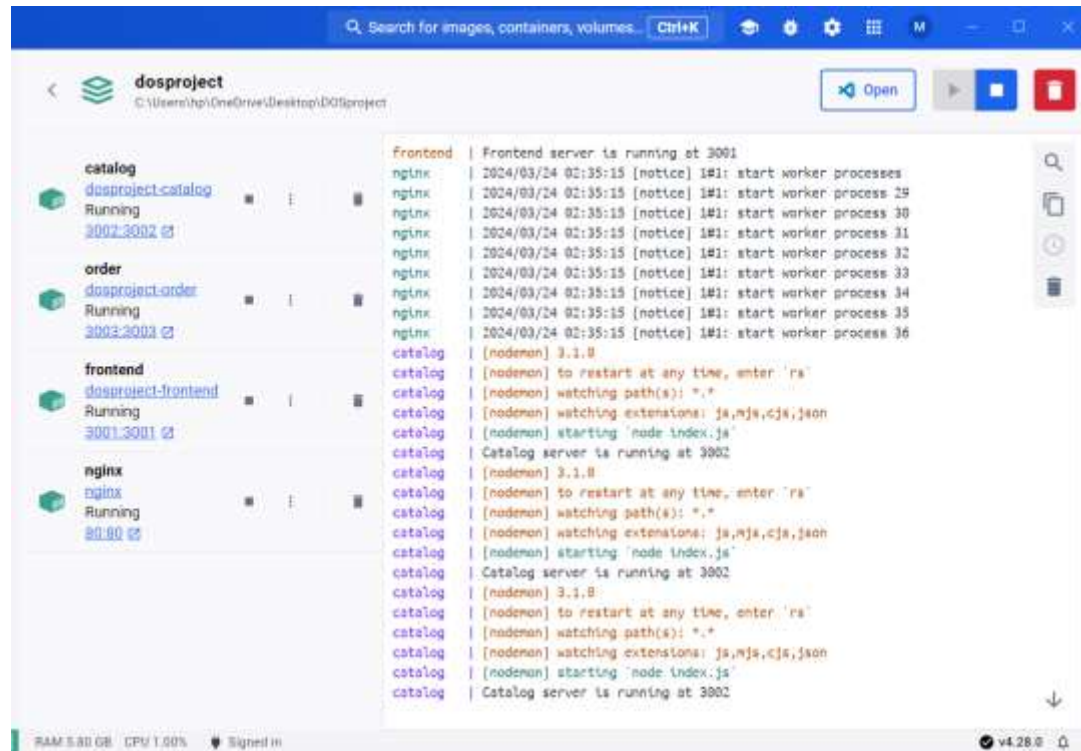 Search for images, containers, volumes... Ctrl+K
M
dosproject
C:\Users\hp\OneDrive\Desktop\DOSproject
Open
catalog
dosproject-catalog
Running
3002:3002
order
dosproject-order
Running
3003:3003
frontend
dosproject-frontend
Running
3001:3001
nginx
nginx
Running
80:80
frontend | Frontend server is running at 3001
nginx | 2024/03/24 02:35:15 [notice] 1#1: start worker processes
nginx | 2024/03/24 02:35:15 [notice] 1#1: start worker process 29
nginx | 2024/03/24 02:35:15 [notice] 1#1: start worker process 30
nginx | 2024/03/24 02:35:15 [notice] 1#1: start worker process 31
nginx | 2024/03/24 02:35:15 [notice] 1#1: start worker process 32
nginx | 2024/03/24 02:35:15 [notice] 1#1: start worker process 33
nginx | 2024/03/24 02:35:15 [notice] 1#1: start worker process 34
nginx | 2024/03/24 02:35:15 [notice] 1#1: start worker process 35
nginx | 2024/03/24 02:35:15 [notice] 1#1: start worker process 36
catalog | [nodemon] 3.1.0
catalog | [nodemon] to restart at any time, enter `rs`
catalog | [nodemon] watching path(s): *.*
catalog | [nodemon] watching extensions: js,mjs,cjs,json
catalog | [nodemon] starting `node index.js`
catalog | Catalog server is running at 3002
catalog | [nodemon] 3.1.0
catalog | [nodemon] to restart at any time, enter `rs`
catalog | [nodemon] watching path(s): *.*
catalog | [nodemon] watching extensions: js,mjs,cjs,json
catalog | [nodemon] starting `node index.js`
catalog | Catalog server is running at 3002
catalog | [nodemon] 3.1.0
catalog | [nodemon] to restart at any time, enter `rs`
catalog | [nodemon] watching path(s): *.*
catalog | [nodemon] watching extensions: js,mjs,cjs,json
catalog | [nodemon] starting `node index.js`
catalog | Catalog server is running at 3002
RAM 5.80 GB CPU 1.00% Signed in
v4.28.0